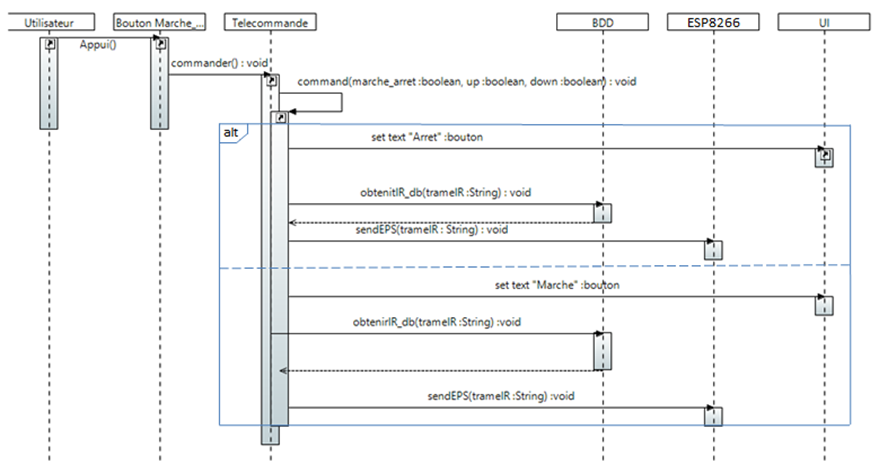 Utilisateur
Bouton Marche_...
Telecommande
BDD
ESP8266
UI
Appui()
commander() : void
command(marche_arret :boolean, up :boolean, down :boolean) : void
alt
set text "Arret" :bouton
obtenitIR_db(trameIR :String) : void
sendEPS(trameIR : String) : void
set text "Marche" :bouton
obtenirIR_db(trameIR :String) :void
sendEPS(trameIR :String) :void